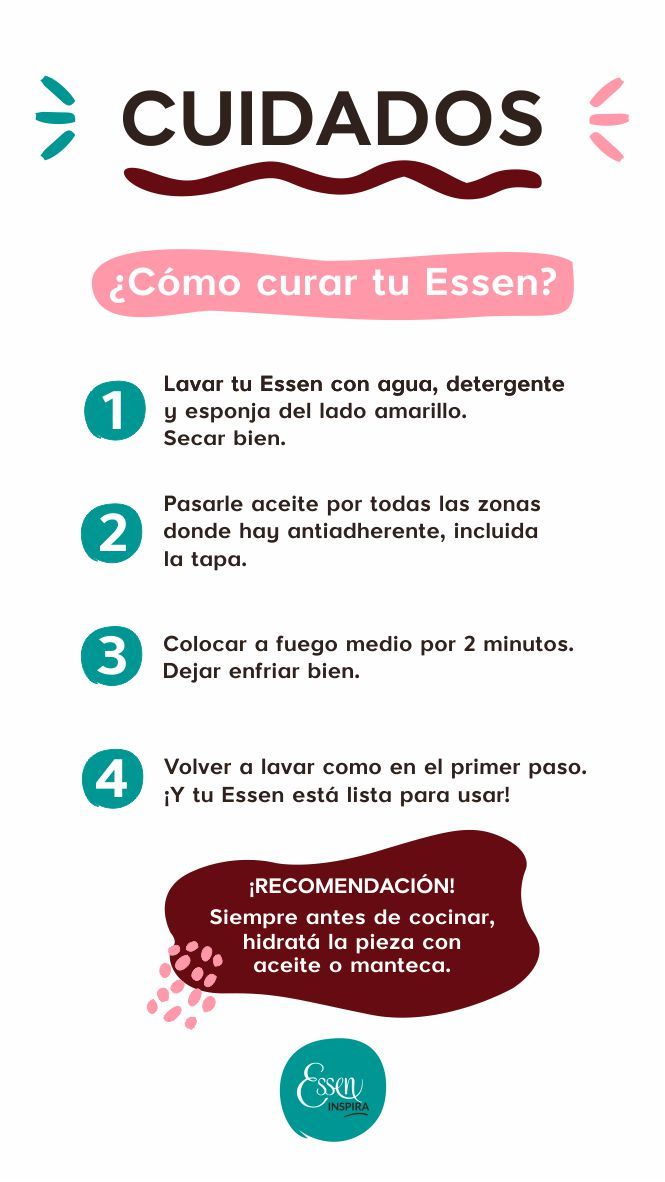 CUIDADOS
¿Cómo curar tu Essen?
1
Lavar tu Essen con agua, detergente
y esponja del lado amarillo.
Secar bien.
2
Pasarle aceite por todas las zonas
donde hay antiadherente, incluida
la tapa.
3
Colocar a fuego medio por 2 minutos.
Dejar enfriar bien.
4
Volver a lavar como en el primer paso.
¡Y tu Essen está lista para usar!
¡RECOMENDACIÓN!
Siempre antes de cocinar,
hidratá la pieza con
aceite o manteca.
Essen
INSPIRA